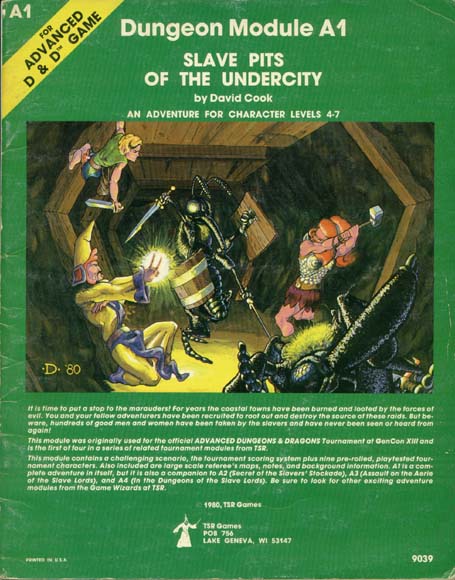 A1
FOR
ADVANCED
D & D™ GAME
Dungeon Module A1
SLAVE PITS
OF THE UNDERCITY
by David Cook
AN ADVENTURE FOR CHARACTER LEVELS 4-7
·D· '80
It is time to put a stop to the marauders! For years the coastal towns have been burned and looted by the forces of
evil. You and your fellow adventurers have been recruited to root out and destroy the source of these raids. But be-
ware, hundreds of good men and women have been taken by the slavers and have never been seen or heard from
again!
This module was originally used for the official ADVANCED DUNGEONS & DRAGONS Tournament at GenCon XIII and
is the first of four in a series of related tournament modules from TSR.
This module contains a challenging scenario, the tournament scoring system plus nine pre-rolled, playtested tour-
nament characters. Also included are large scale referee's maps, notes, and background information. A1 is a com-
plete adventure in itself, but it is also a companion to A2 (Secret of the Slavers' Stockade), A3 (Assault on the Aerie
of the Slave Lords), and A4 (In the Dungeons of the Slave Lords). Be sure to look for other exciting adventure
modules from the Game Wizards at TSR.
© 1980, TSR Games
TSR Games
POB 756
LAKE GENEVA, WI 53147
PRINTED IN U.S.A.
9039